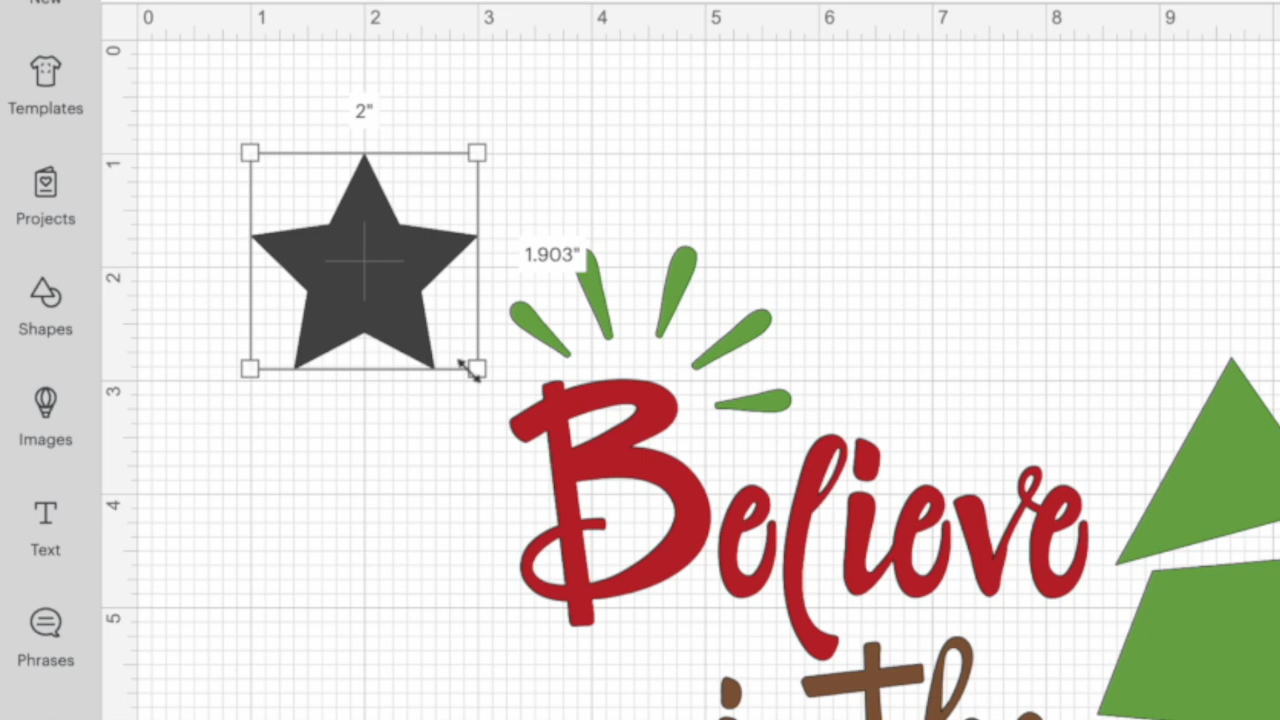 New
0 1 2 3 4 5 6 7 8 9
0
Templates
2"
1
Projects
1.903"
2
Shapes
3
Images
Believe
4
Text
5
Phrases